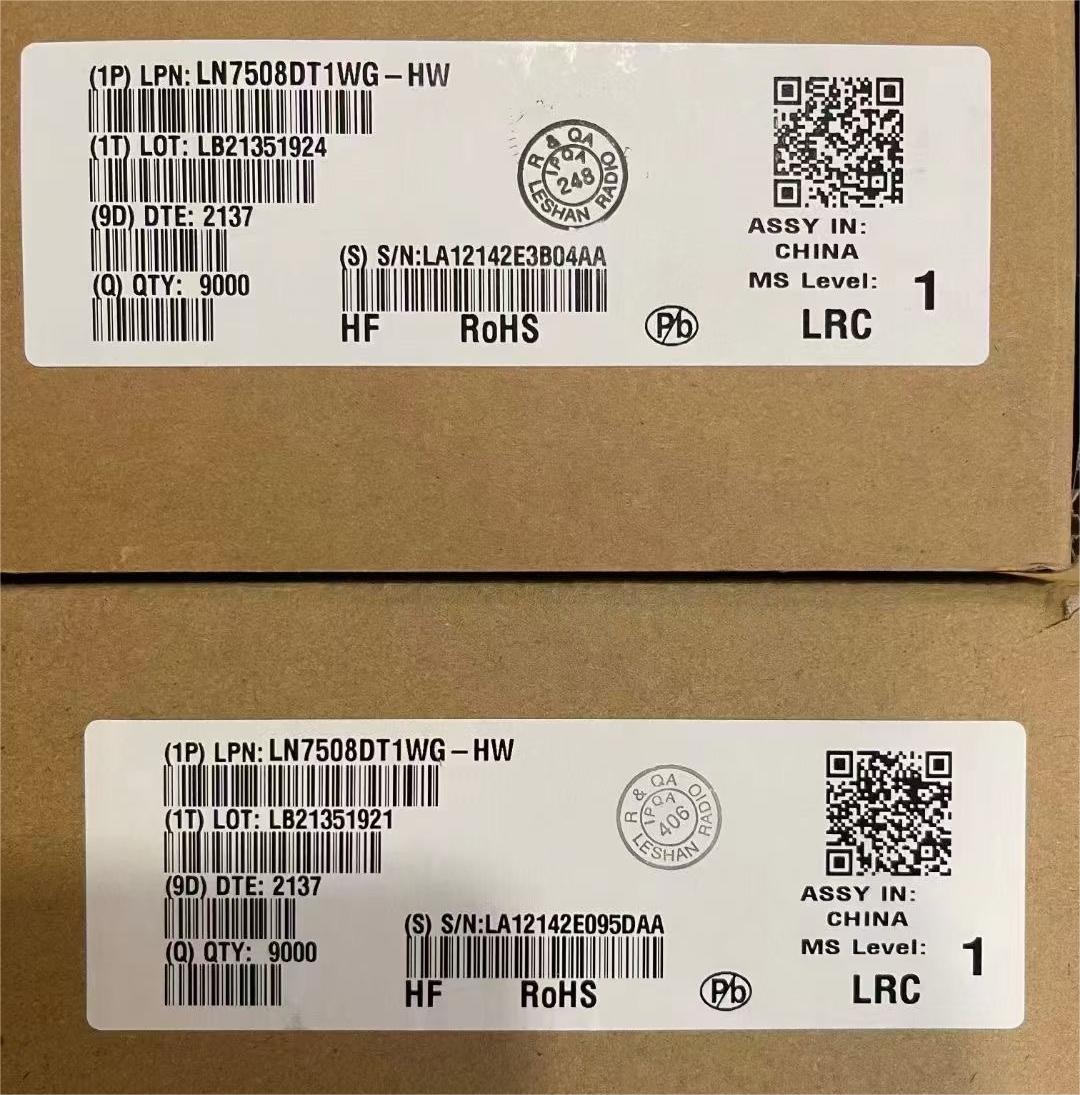 (1P) LPN: LN7508DT1WG-HW
(1T) LOT: LB21351924
(9D) DTE: 2137
(Q) QTY: 9000
R & QA
IPQA
248
LESHAN RADIO
(S) S/N:LA12142E3B04AA
HF RoHS
Pb
ASSY IN:
CHINA
MS Level: 1
LRC
(1P) LPN: LN7508DT1WG-HW
(1T) LOT: LB21351921
(9D) DTE: 2137
(Q) QTY: 9000
R & QA
IPQA
406
LESHAN RADIO
(S) S/N:LA12142E095DAA
HF RoHS
Pb
ASSY IN:
CHINA
MS Level: 1
LRC